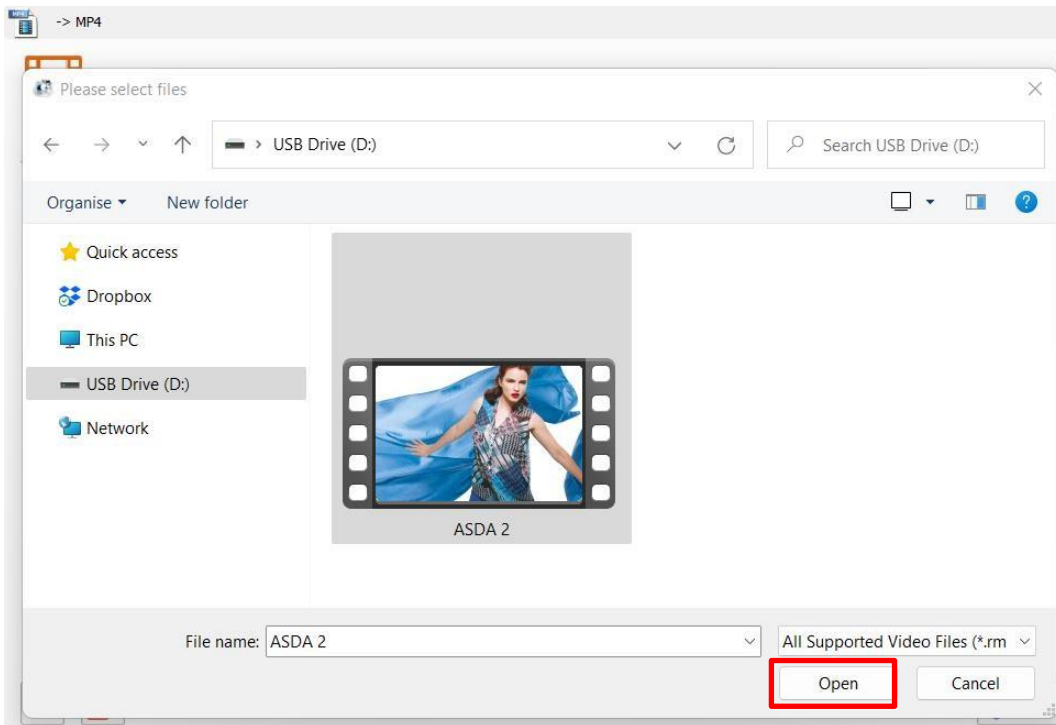 MP4
-> MP4
Please select files
USB Drive (D:)
Search USB Drive (D:)
Organise
New folder
?
Quick access
Dropbox
This PC
USB Drive (D:)
Network
ASDA 2
File name: ASDA 2
All Supported Video Files (*.rm
Open
Cancel